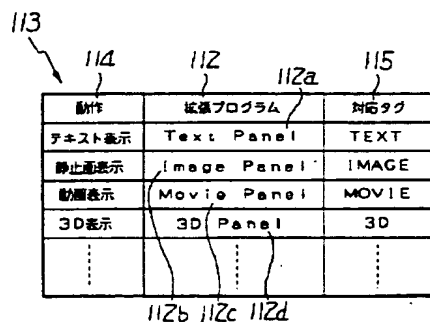 113
114 112 112a 115
動作 拡張プログラム 対応タグ
テキスト表示 Text Panel TEXT
静止画表示 Image Panel IMAGE
動画表示 Movie Panel MOVIE
3D表示 3D Panel 3D
112b 112c 112d